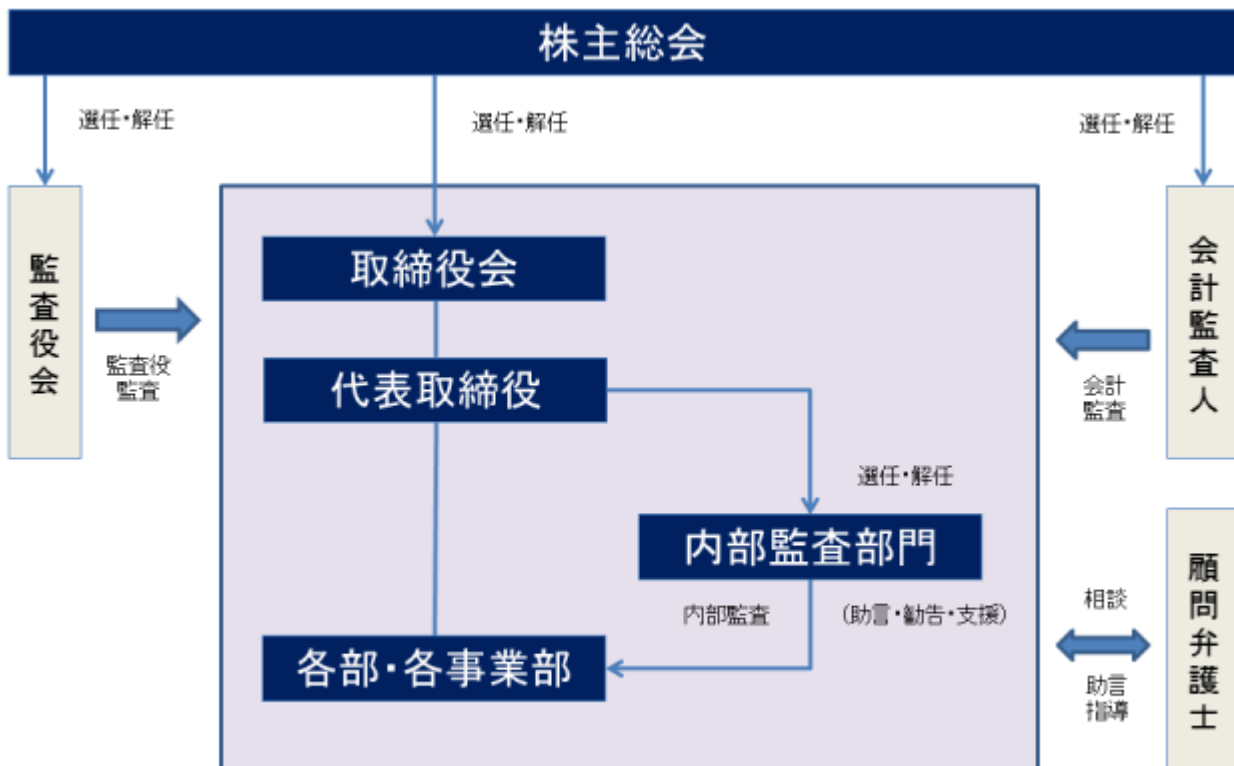 株主総会
選任・解任
選任・解任
選任・解任
監査役会
取締役会
会計監査人
監査役
監査
代表取締役
会計
監査
選任・解任
内部監査部門
内部監査
(助言・勧告・支援)
各部・各事業部
相談
助言
指導
顧問弁護士